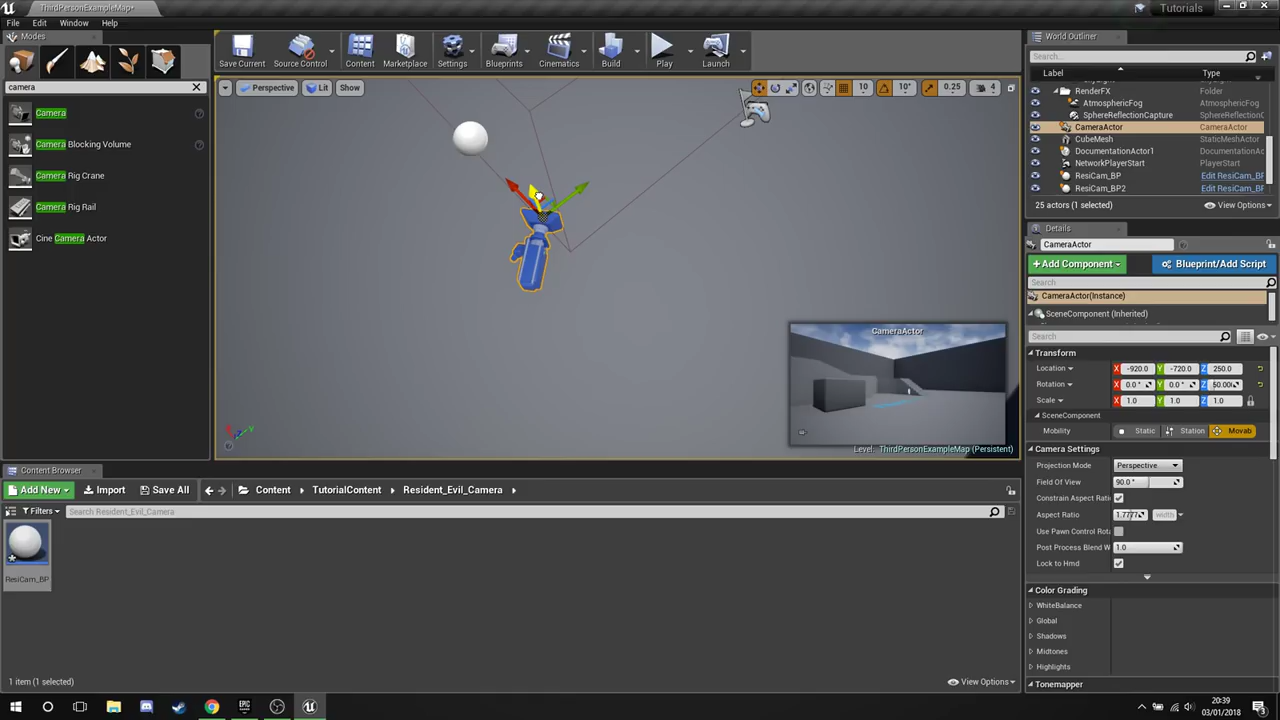 ThirdPersonExampleMap*
Tutorials
File Edit Window Help
Modes
camera
Camera
Camera Blocking Volume
Camera Rig Crane
Camera Rig Rail
Cine Camera Actor
Save Current
Source Control
Content
Marketplace
Settings
Blueprints
Cinematics
Build
Play
Launch
Perspective Lit Show
10 10° 0.25 4
CameraActor
Level: ThirdPersonExampleMap (Persistent)
World Outliner
Search...
Label Type
RenderFX Folder
AtmosphericFog AtmosphericFog
SphereReflectionCapture SphereReflectionC
CameraActor CameraActor
CubeMesh StaticMeshActor
DocumentationActor1 DocumentationAc
NetworkPlayerStart PlayerStart
ResiCam_BP Edit ResiCam_BP
ResiCam_BP2 Edit ResiCam_BP
25 actors (1 selected) View Options
Details
CameraActor
+Add Component Blueprint/Add Script
Search
CameraActor(Instance)
SceneComponent (Inherited)
Search
Transform
Location X -920.0 Y -720.0 Z 250.0
Rotation X 0.0 ° Y 0.0 ° Z 50.00
Scale X 1.0 Y 1.0 Z 1.0
SceneComponent
Mobility Static Station Movab
Camera Settings
Projection Mode Perspective
Field Of View 90.0 °
Constrain Aspect Ratio
Aspect Ratio 1.7777 width
Use Pawn Control Rota
Post Process Blend W 1.0
Lock to Hmd
Color Grading
WhiteBalance
Global
Shadows
Midtones
Highlights
Tonemapper
Content Browser
Add New Import Save All Content TutorialContent Resident_Evil_Camera
Filters Search Resident_Evil_Camera
ResiCam_BP
1 item (1 selected) View Options
20:39
03/01/2018